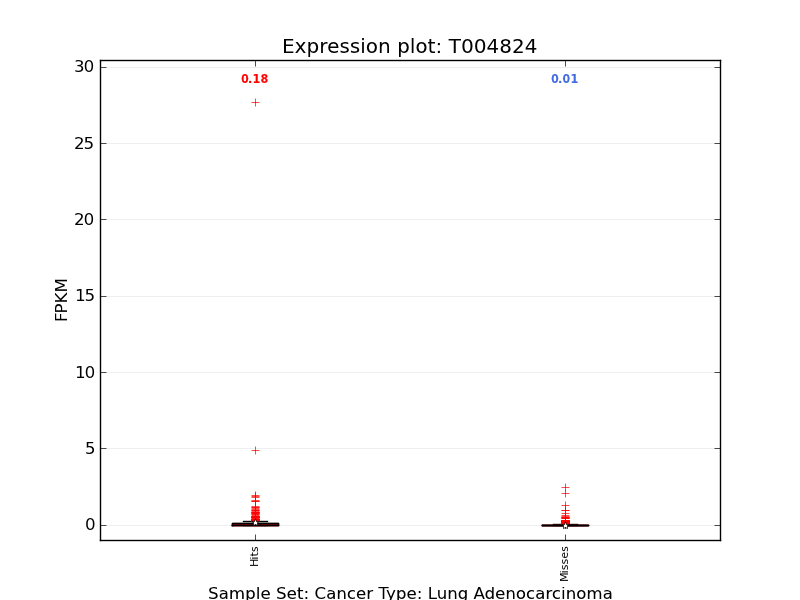 Expression plot: T004824
30
0.18
0.01
25
20
15
10
5
0
FPKM
Hits
Misses
Sample Set: Cancer Type: Lung Adenocarcinoma